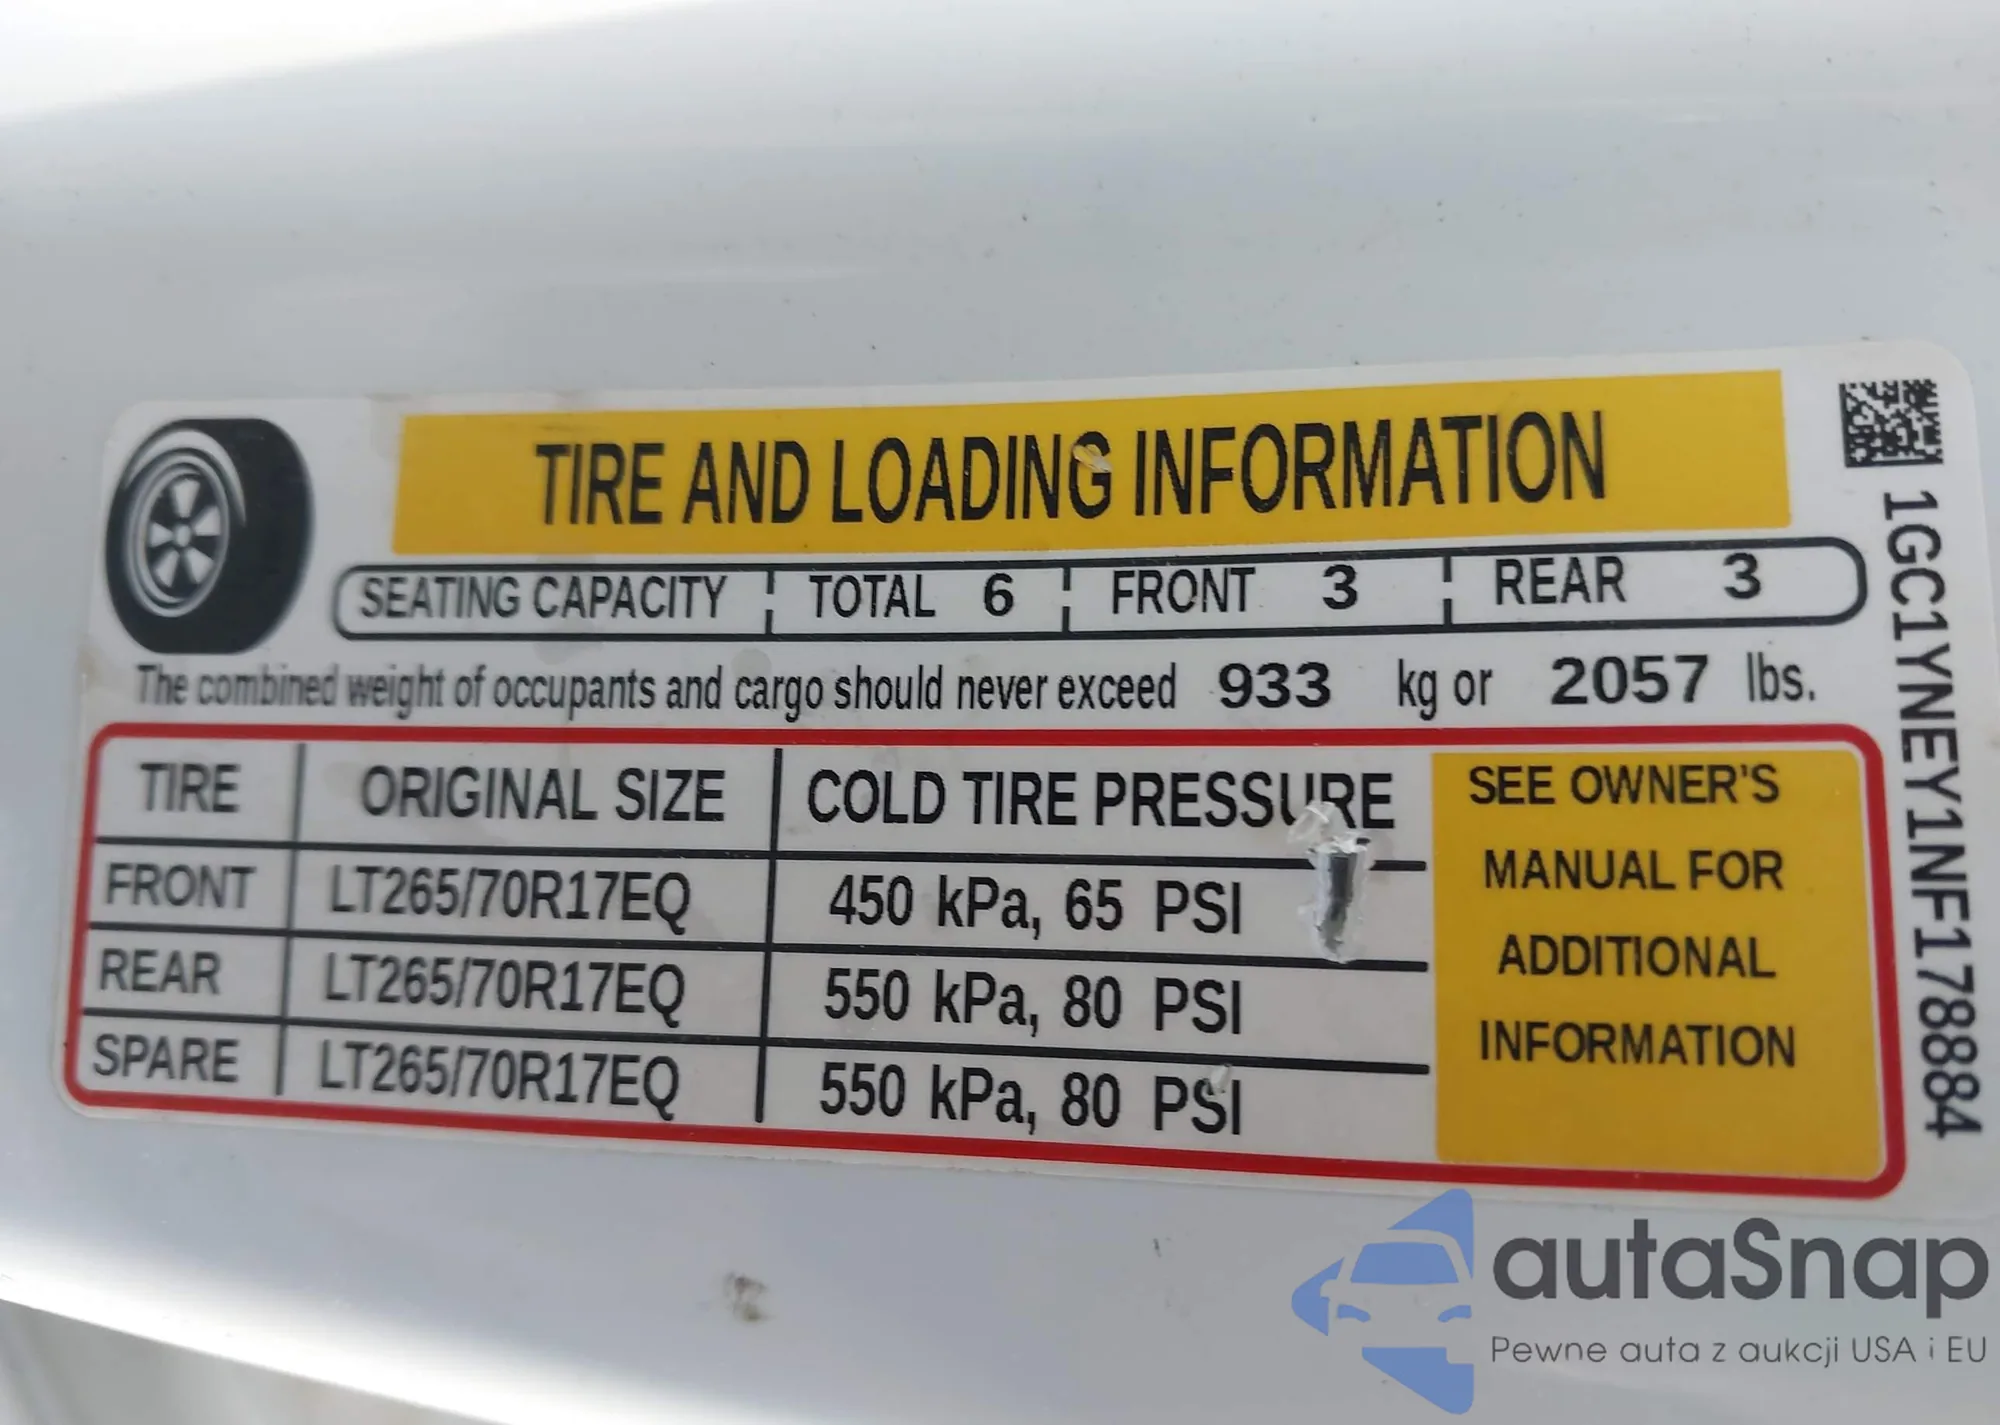 TIRE AND LOADING INFORMATION
SEATING CAPACITY TOTAL 6 FRONT 3 REAR 3
The combined weight of occupants and cargo should never exceed 933 kg or 2057 lbs.
TIRE ORIGINAL SIZE COLD TIRE PRESSURE
FRONT LT265/70R17EQ 450 kPa, 65 PSI
REAR LT265/70R17EQ 550 kPa, 80 PSI
SPARE LT265/70R17EQ 550 kPa, 80 PSI
SEE OWNER'S
MANUAL FOR
ADDITIONAL
INFORMATION
1GC1YNEY1NF178884
autaSnap
Pewne auta z aukcji USA i EU